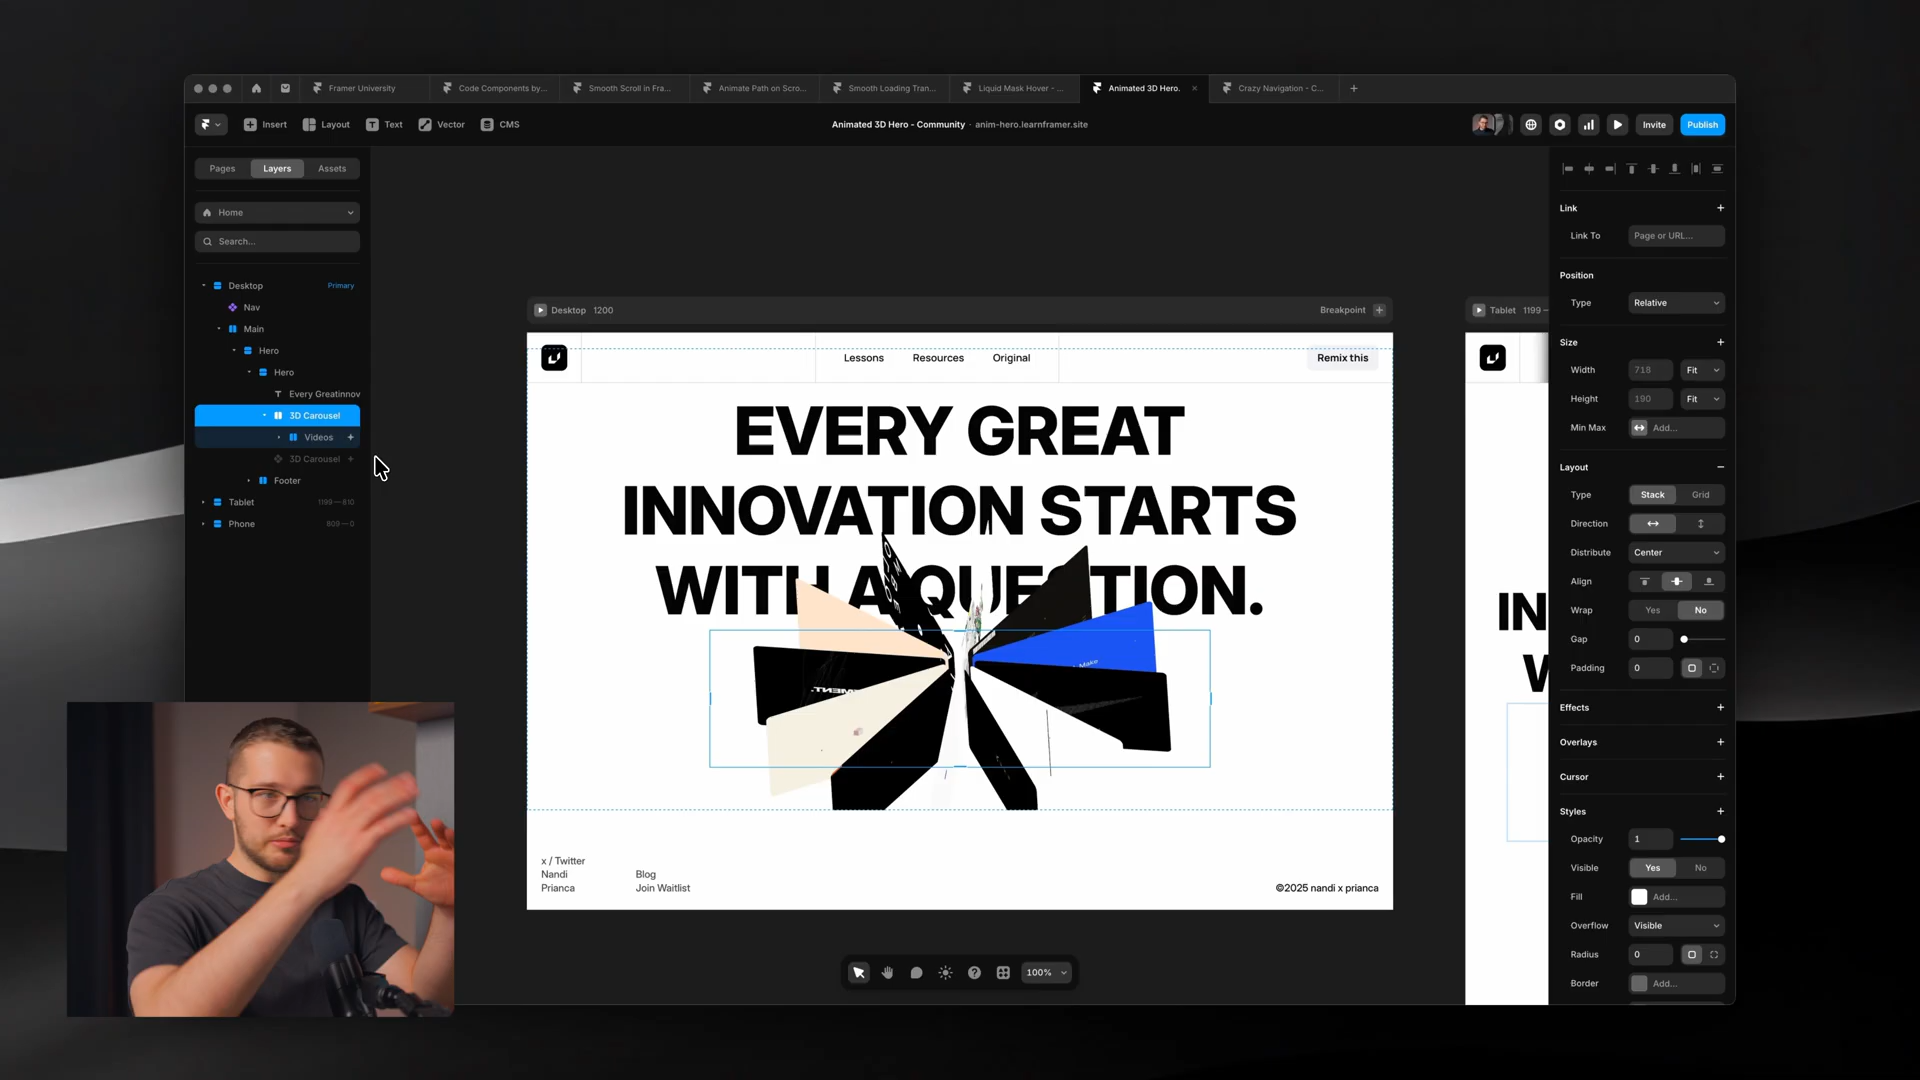 Framer University
Code Components by...
Smooth Scroll in Fra...
Animate Path on Scro...
Smooth Loading Tran...
Liquid Mask Hover - ...
Animated 3D Hero.
Crazy Navigation - C...
Insert
Layout
Text
Vector
CMS
Animated 3D Hero - Community · anim-hero.learnframer.site
Invite
Publish
Pages
Layers
Assets
Home
Search...
Desktop
Primary
Nav
Main
Hero
Hero
Every Greatinnov
3D Carousel
Videos
3D Carousel
Footer
Tablet
1199—810
Phone
809—0
Desktop 1200
Breakpoint
Lessons
Resources
Original
Remix this
EVERY GREAT
INNOVATION STARTS
WITH A QUESTION.
Make
x / Twitter
Nandi
Prianca
Blog
Join Waitlist
©2025 nandi x prianca
Tablet 1199—
IN
W
100%
Link
Link To
Page or URL...
Position
Type
Relative
Size
Width
718
Fit
Height
190
Fit
Min Max
Add...
Layout
Type
Stack
Grid
Direction
Distribute
Center
Align
Wrap
Yes
No
Gap
0
Padding
0
Effects
Overlays
Cursor
Styles
Opacity
1
Visible
Yes
No
Fill
Add...
Overflow
Visible
Radius
0
Border
Add...